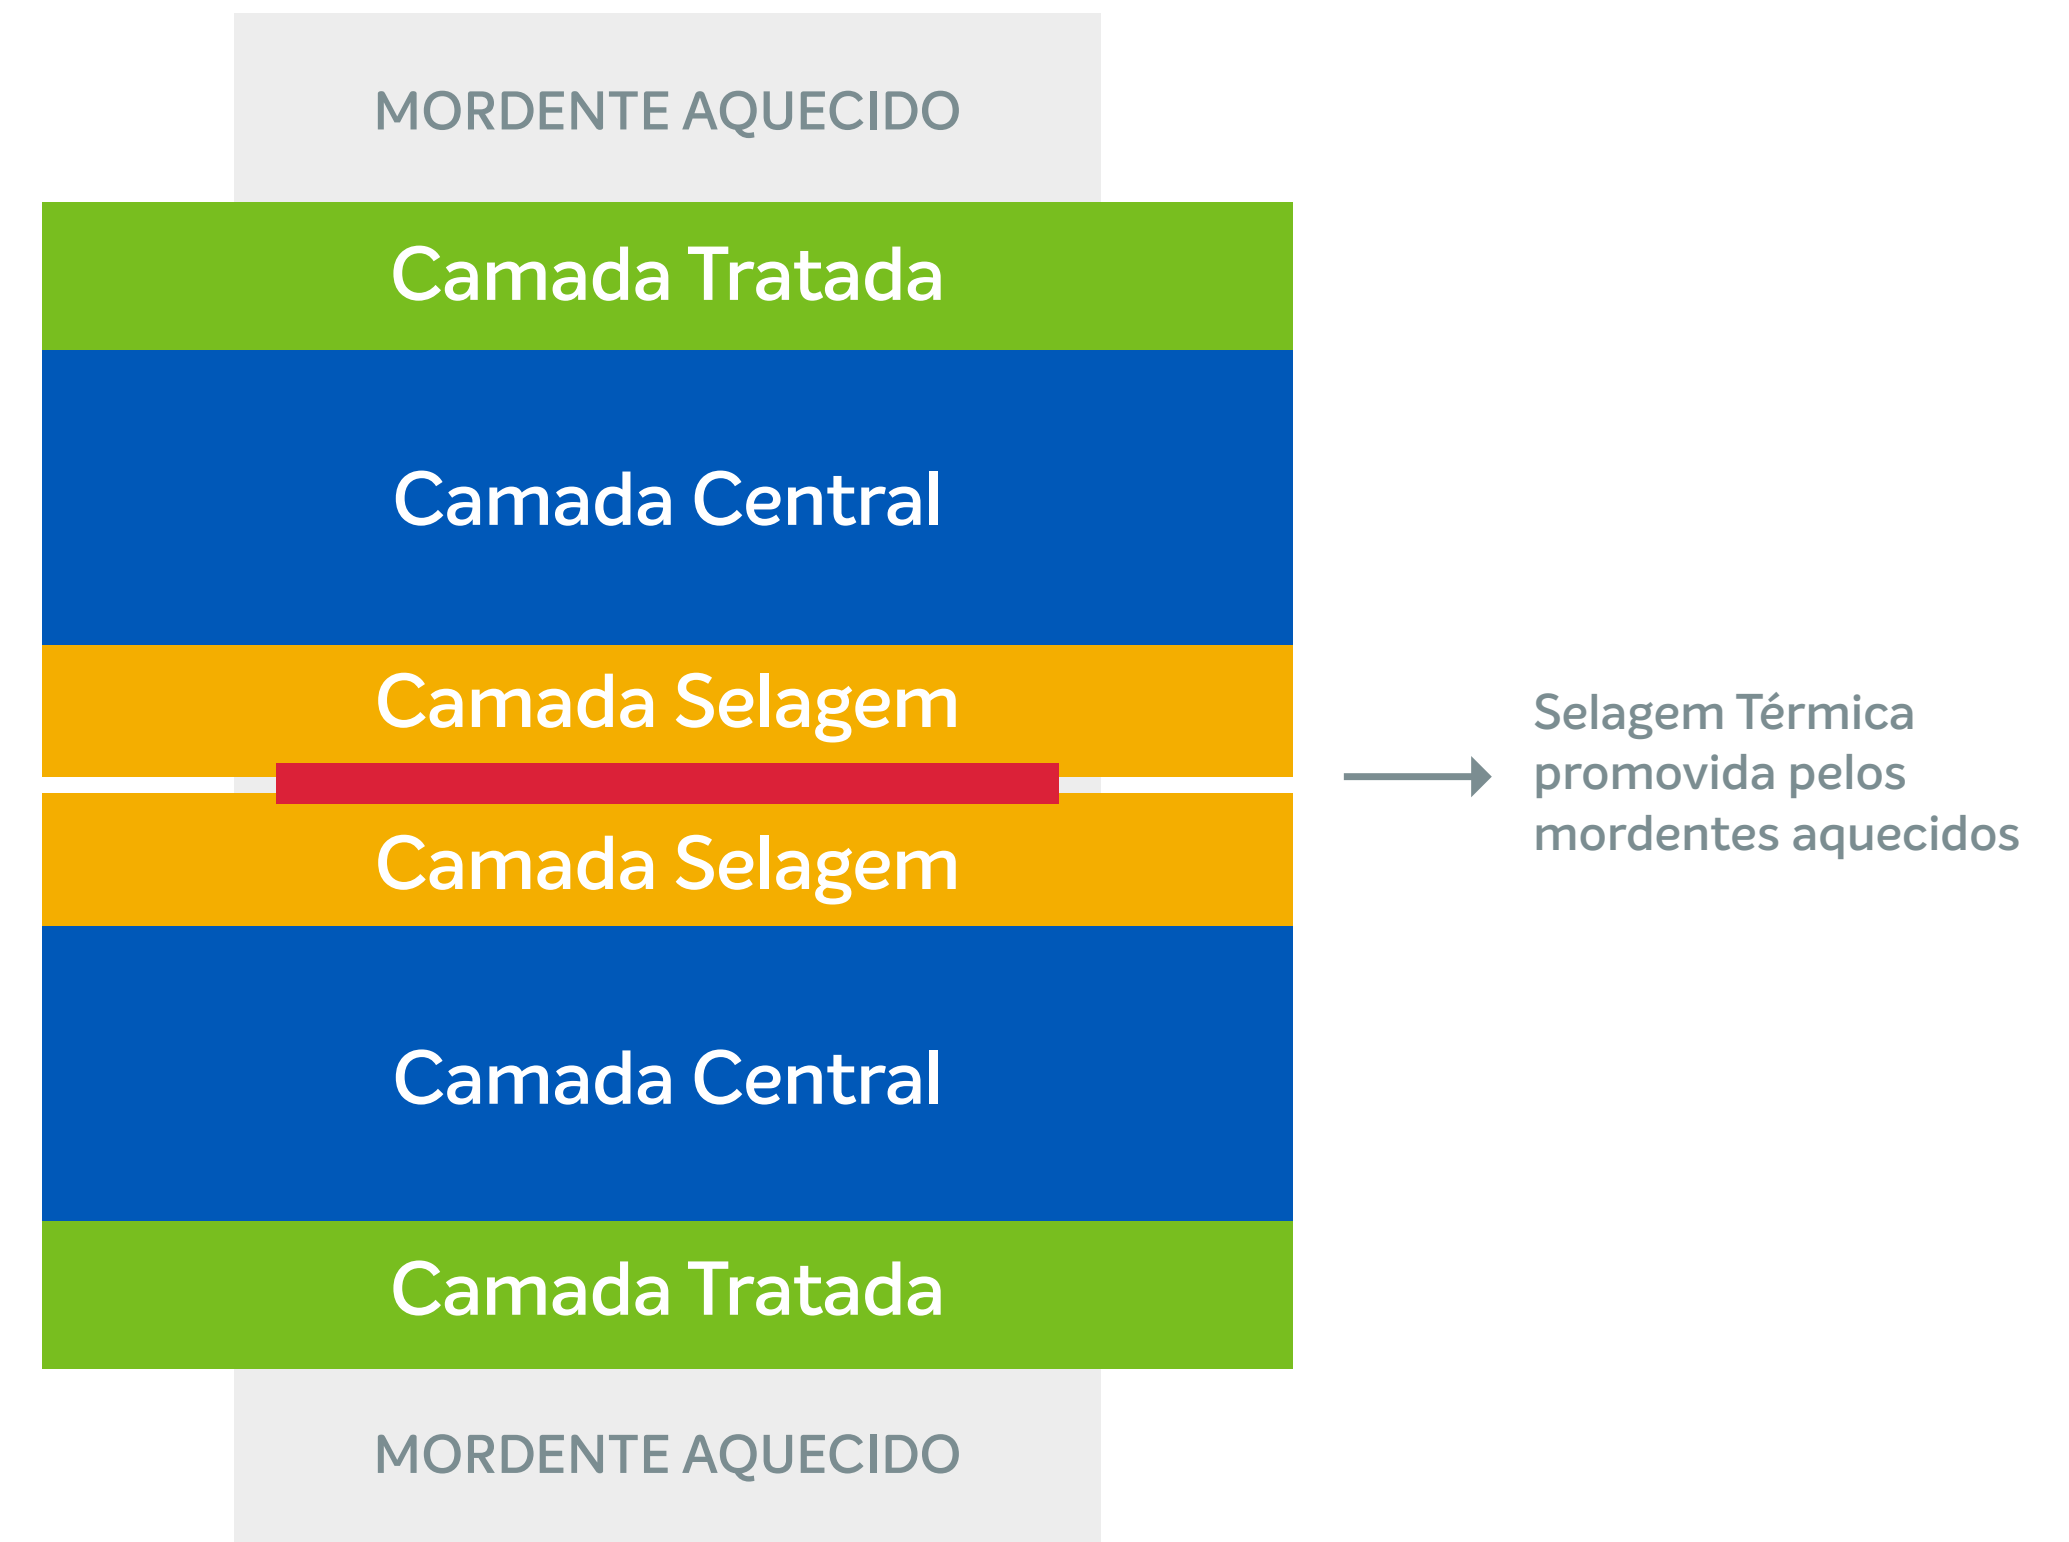 MORDENTE AQUECIDO
Camada Tratada
Camada Central
Camada Selagem
Camada Selagem
Camada Central
Camada Tratada
MORDENTE AQUECIDO
Selagem Térmica
promovida pelos
mordentes aquecidos